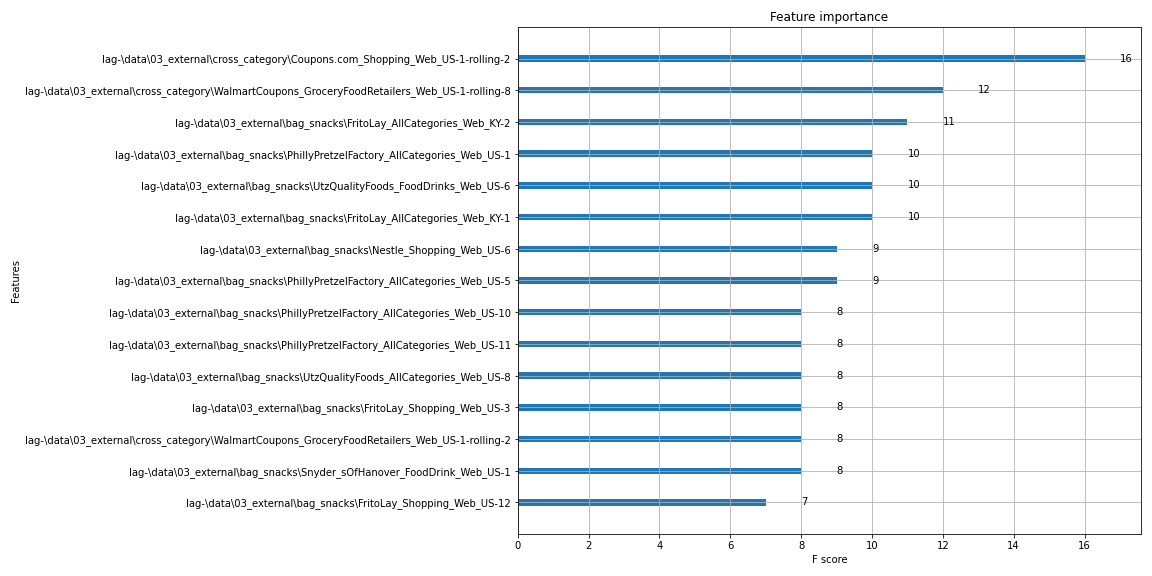 Feature importance
lag-\data\03_external\cross_category\Coupons.com_Shopping_Web_US-1-rolling-2 16
lag-\data\03_external\cross_category\WalmartCoupons_GroceryFoodRetailers_Web_US-1-rolling-8 12
lag-\data\03_external\bag_snacks\FritoLay_AllCategories_Web_KY-2 11
lag-\data\03_external\bag_snacks\PhillyPretzelFactory_AllCategories_Web_US-1 10
lag-\data\03_external\bag_snacks\UtzQualityFoods_FoodDrinks_Web_US-6 10
lag-\data\03_external\bag_snacks\FritoLay_AllCategories_Web_KY-1 10
lag-\data\03_external\bag_snacks\Nestle_Shopping_Web_US-6 9
lag-\data\03_external\bag_snacks\PhillyPretzelFactory_AllCategories_Web_US-5 9
lag-\data\03_external\bag_snacks\PhillyPretzelFactory_AllCategories_Web_US-10 8
lag-\data\03_external\bag_snacks\PhillyPretzelFactory_AllCategories_Web_US-11 8
lag-\data\03_external\bag_snacks\UtzQualityFoods_AllCategories_Web_US-8 8
lag-\data\03_external\bag_snacks\FritoLay_Shopping_Web_US-3 8
lag-\data\03_external\cross_category\WalmartCoupons_GroceryFoodRetailers_Web_US-1-rolling-2 8
lag-\data\03_external\bag_snacks\Snyder_sOfHanover_FoodDrink_Web_US-1 8
lag-\data\03_external\bag_snacks\FritoLay_Shopping_Web_US-12 7
Features
0 2 4 6 8 10 12 14 16
F score